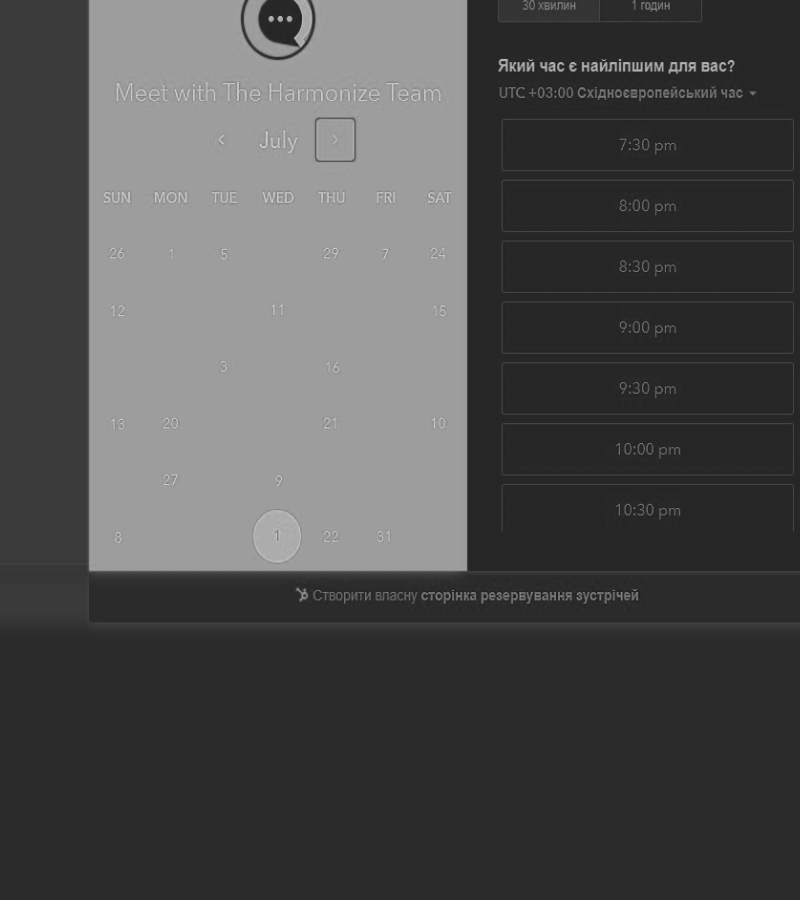 30 хвилин 1 годин
Meet with The Harmonize Team
July
SUN MON TUE WED THU FRI SAT
26 1 5 29 7 24
12 11 15
3 16
13 20 21 10
27 9
8 1 22 31
Який час є найліпшим для вас?
UTC +03:00 Східноєвропейський час
7:30 pm
8:00 pm
8:30 pm
9:00 pm
9:30 pm
10:00 pm
10:30 pm
Створити власну сторінка резервування зустрічей